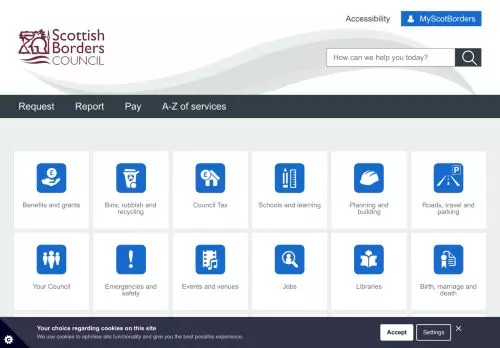 Accessibility
MyScotBorders
Scottish
Borders
COUNCIL
How can we help you today?
Request
Report
Pay
A-Z of services
Benefits and grants
Bins, rubbish and
recycling
Council Tax
Schools and learning
Planning and
building
P
Roads, travel and
parking
Your Council
Emergencies and
safety
Events and venues
Jobs
Libraries
Birth, marriage and
death
Your choice regarding cookies on this site
We use cookies to optimise site functionality and give you the best possible experience.
Accept
Settings